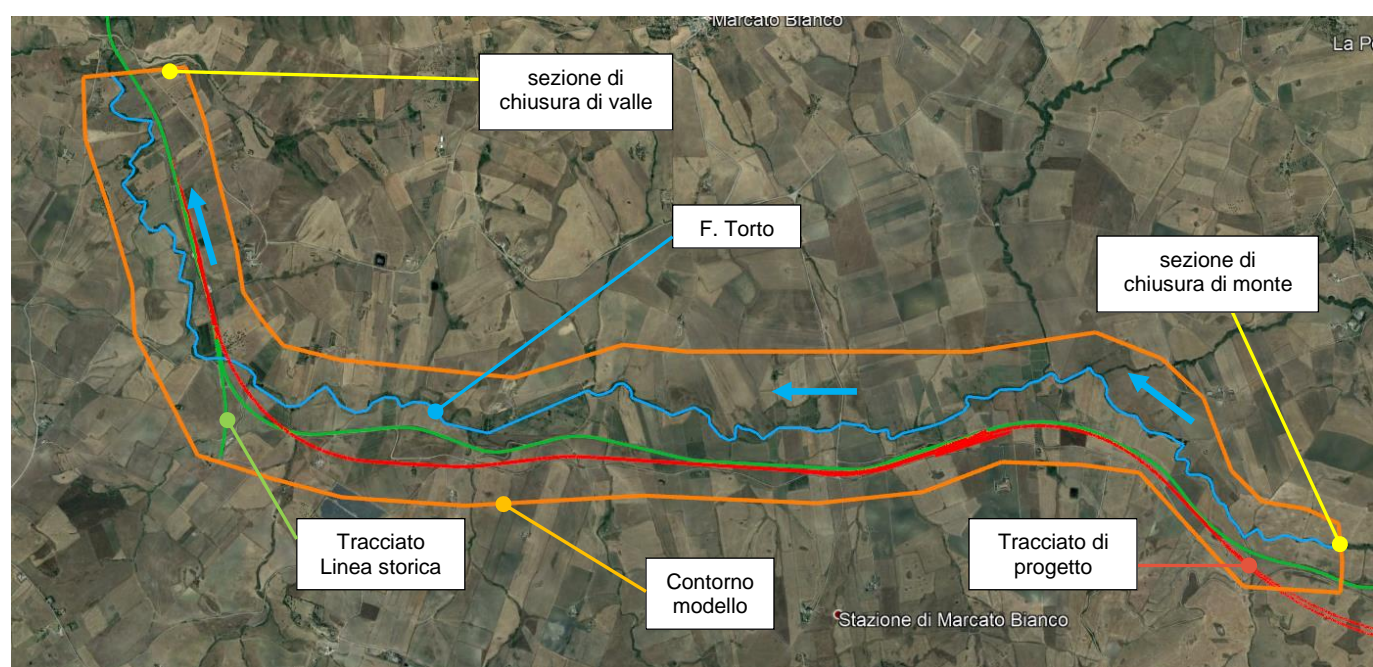 Marcato Bianco
La Po
sezione di
chiusura di valle
F. Torto
sezione di
chiusura di monte
Tracciato
Linea storica
Contorno
modello
Tracciato di
progetto
Stazione di Marcato Bianco